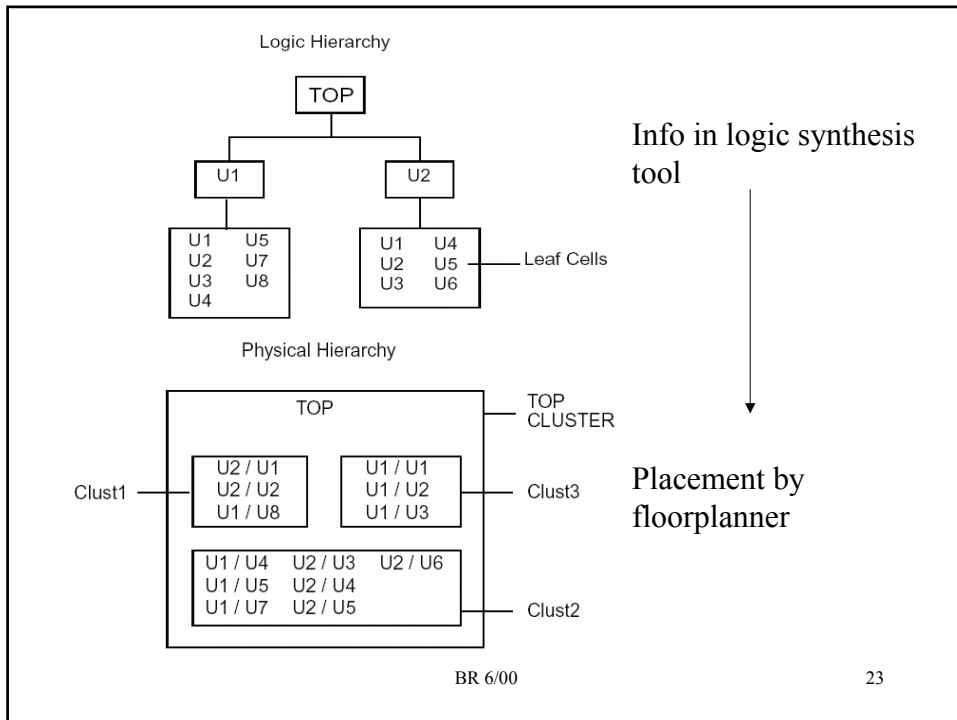 Logic Hierarchy
TOP
U1 U2
U1 U5
U2 U7
U3 U8
U4
U1 U4
U2 U5
U3 U6
Leaf Cells
Info in logic synthesis
tool
Physical Hierarchy
TOP
TOP
CLUSTER
Clust1
U2 / U1
U2 / U2
U1 / U8
U1 / U1
U1 / U2
U1 / U3
Clust3
U1 / U4 U2 / U3 U2 / U6
U1 / U5 U2 / U4
U1 / U7 U2 / U5
Clust2
Placement by
floorplanner
BR 6/00
23